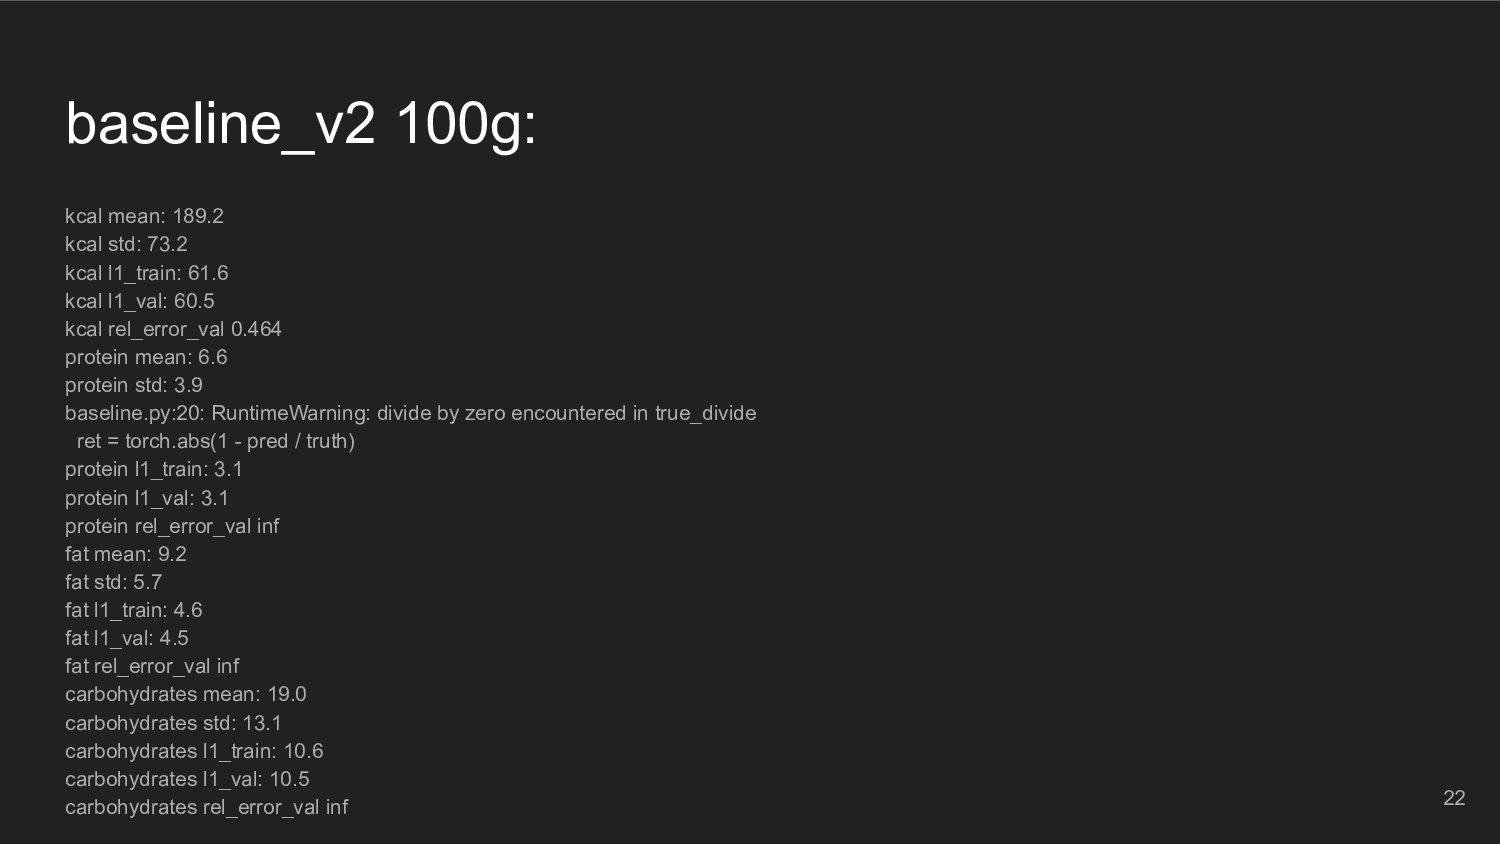 baseline_v2 100g:
kcal mean: 189.2
kcal std: 73.2
kcal l1_train: 61.6
kcal l1_val: 60.5
kcal rel_error_val 0.464
protein mean: 6.6
protein std: 3.9
baseline.py:20: RuntimeWarning: divide by zero encountered in true_divide
  ret = torch.abs(1 - pred / truth)
protein l1_train: 3.1
protein l1_val: 3.1
protein rel_error_val inf
fat mean: 9.2
fat std: 5.7
fat l1_train: 4.6
fat l1_val: 4.5
fat rel_error_val inf
carbohydrates mean: 19.0
carbohydrates std: 13.1
carbohydrates l1_train: 10.6
carbohydrates l1_val: 10.5
carbohydrates rel_error_val inf
22